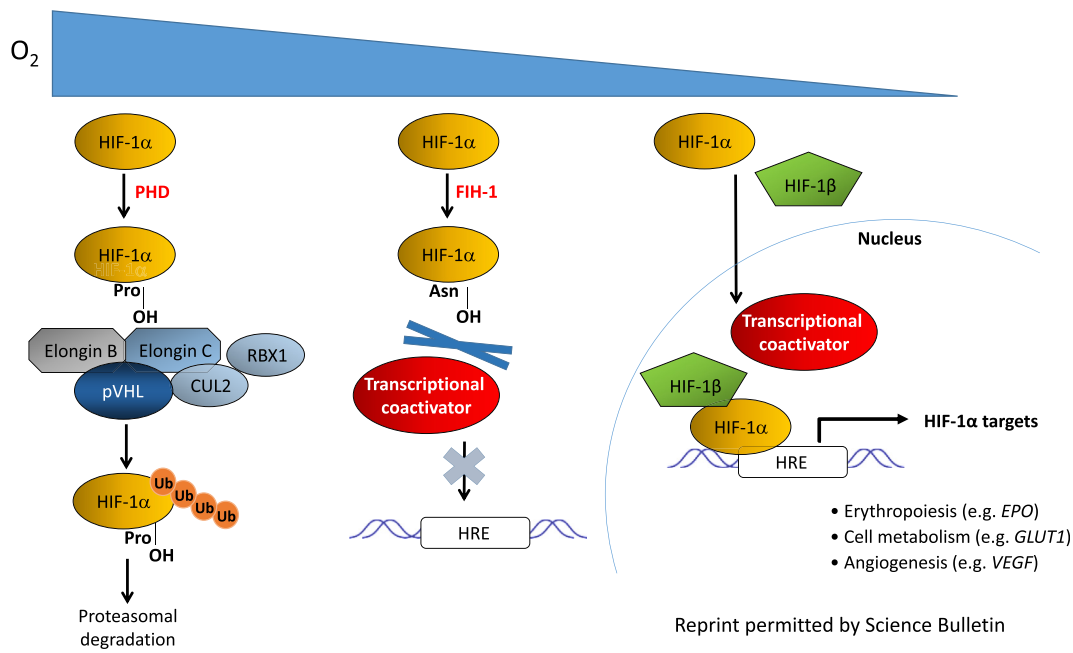 O2
HIF-1α
PHD
HIF-1α
HIF-1α
Pro
OH
Elongin B
Elongin C
RBX1
pVHL
CUL2
HIF-1α
Ub
Ub
Ub
Ub
Pro
OH
Proteasomal
degradation
HIF-1α
FIH-1
HIF-1α
Asn
OH
Transcriptional
coactivator
HRE
HIF-1α
HIF-1β
Nucleus
Transcriptional
coactivator
HIF-1β
HIF-1α
HRE
HIF-1α targets
• Erythropoiesis (e.g. EPO)
• Cell metabolism (e.g. GLUT1)
• Angiogenesis (e.g. VEGF)
Reprint permitted by Science Bulletin